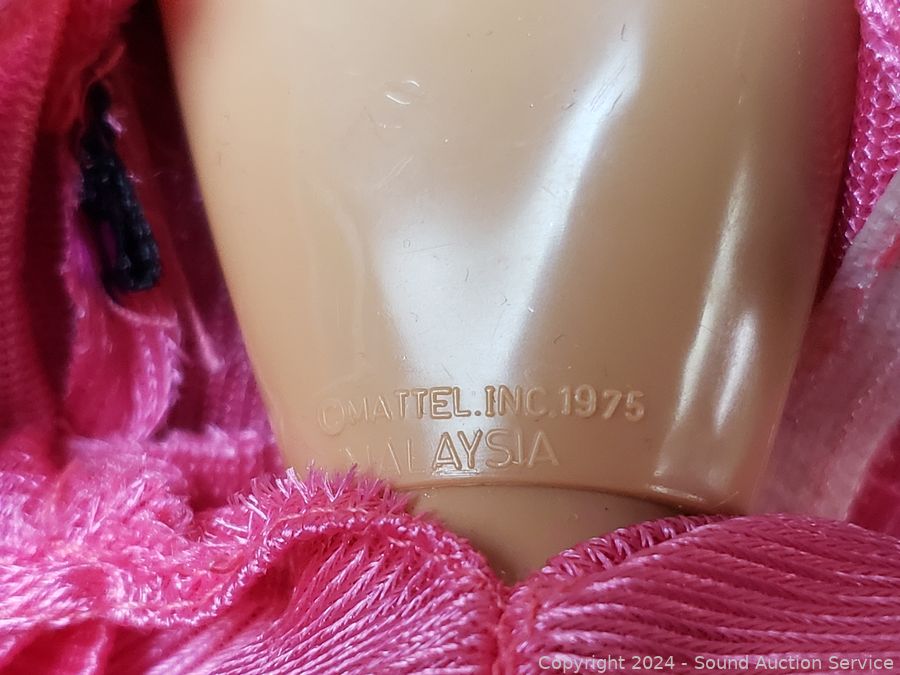 ©MATTEL.INC.1975
MALAYSIA
Copyright 2024 - Sound Auction Service